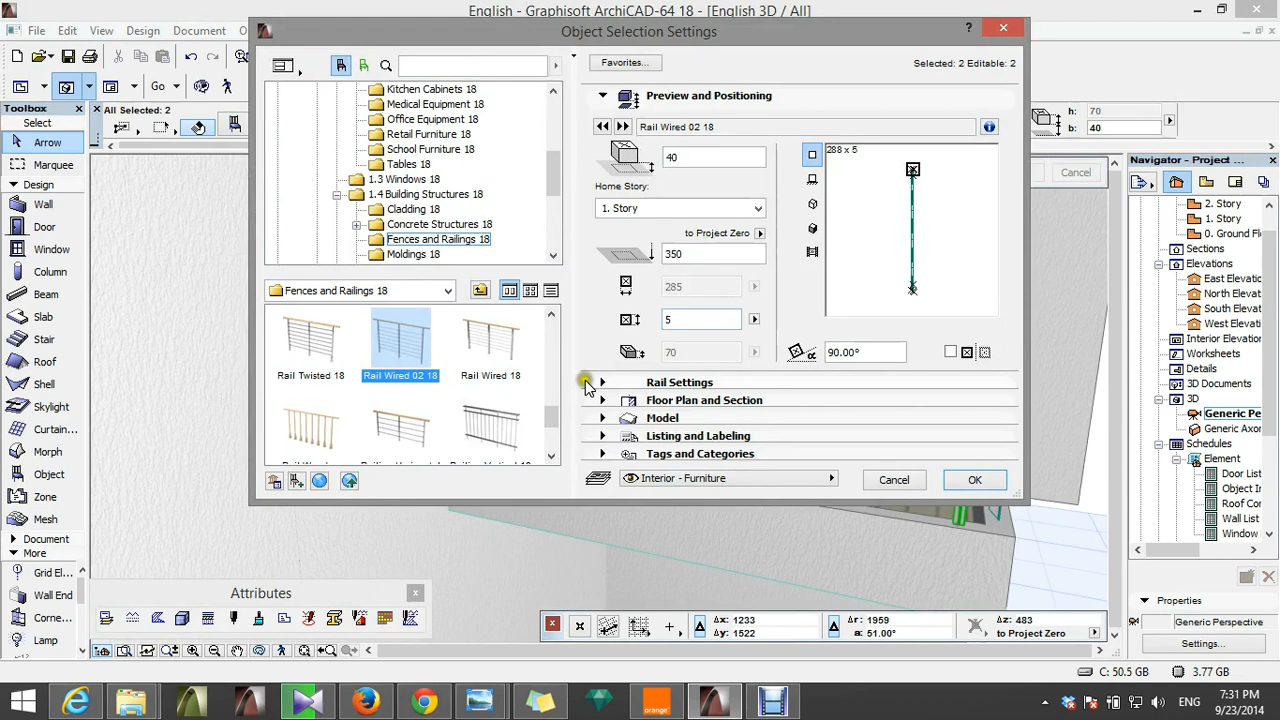 English - Graphisoft ArchiCAD-64 18 - [English 3D / All]
File Edit View Design Document O
Object Selection Settings
?
Go
Toolbox
Select
Arrow
Marquee
Design
Wall
Door
Window
Column
Beam
Slab
Stair
Roof
Shell
Skylight
Curtain...
Morph
Object
Zone
Mesh
Document
More
Grid El...
Wall End
Corne...
Lamp
All Selected: 2
Kitchen Cabinets 18
Medical Equipment 18
Office Equipment 18
Retail Furniture 18
School Furniture 18
Tables 18
1.3 Windows 18
1.4 Building Structures 18
Cladding 18
Concrete Structures 18
Fences and Railings 18
Moldings 18
Fences and Railings 18
Rail Twisted 18
Rail Wired 02 18
Rail Wired 18
Favorites...
Selected: 2 Editable: 2
Preview and Positioning
Rail Wired 02 18
40
Home Story:
1. Story
to Project Zero
350
285
5
70
288 x 5
90.00°
Rail Settings
Floor Plan and Section
Model
Listing and Labeling
Tags and Categories
Interior - Furniture
Cancel
OK
h: 70
b: 40
Cancel
Navigator - Project ...
2. Story
1. Story
0. Ground Fl
Sections
Elevations
East Elevatio
North Elevat
South Elevat
West Elevati
Interior Elevatio
Worksheets
Details
3D Documents
3D
Generic Pe
Generic Axo
Schedules
Element
Door List
Object In
Roof Cor
Wall List
Window
Properties
Generic Perspective
Settings...
Attributes
Δx: 1233
Δy: 1522
Δr: 1959
a: 51.00°
Δz: 483
to Project Zero
C: 50.5 GB
3.77 GB
orange
ENG
7:31 PM
9/23/2014